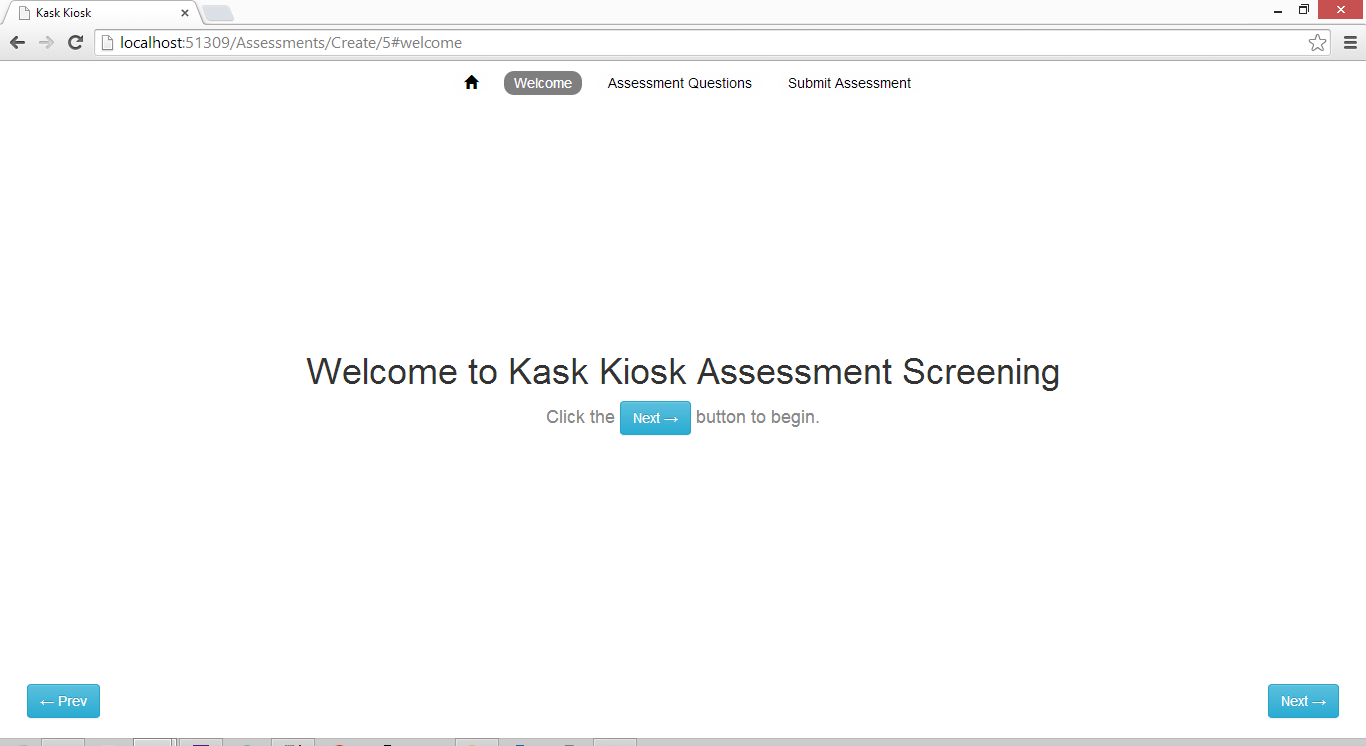 Kask Kiosk
localhost:51309/Assessments/Create/5#welcome
Welcome Assessment Questions Submit Assessment
Welcome to Kask Kiosk Assessment Screening
Click the Next → button to begin.
← Prev Next →